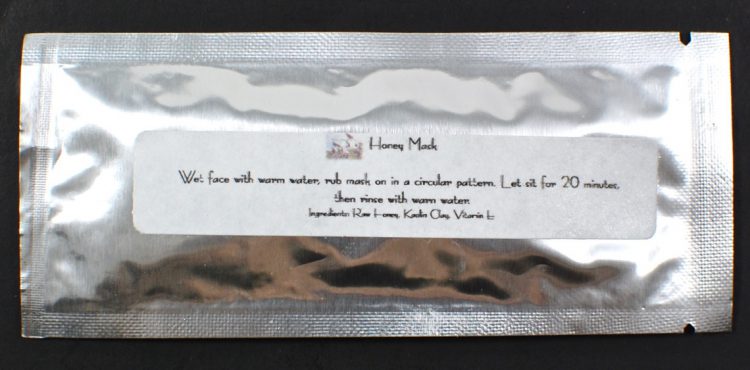 Honey Mask
Wet face with warm water, rub mask on in a circular pattern. Let sit for 20 minutes,
then rinse with warm water.
Ingredients: Raw Honey, Kaolin Clay, Vitamin E